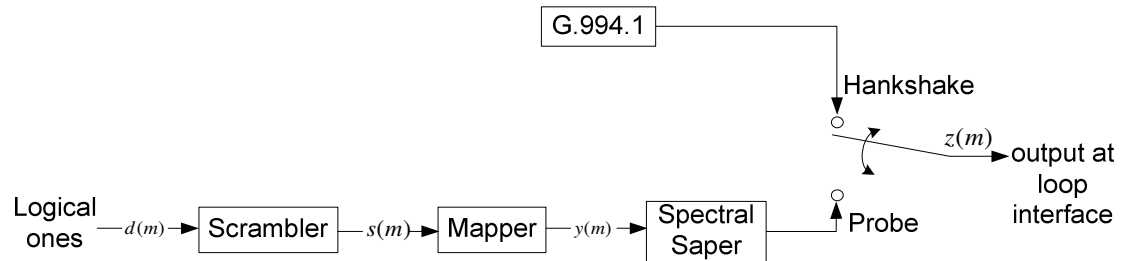 G.994.1
Hankshake
z(m)
output at
loop
interface
Logical
ones
d(m)
Scrambler
s(m)
Mapper
y(m)
Spectral
Saper
Probe